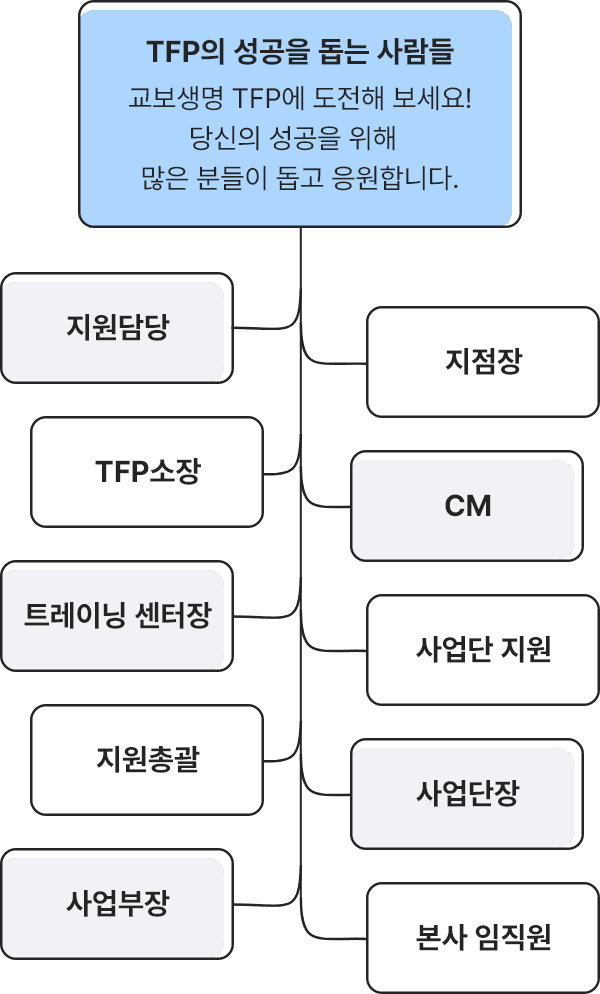 TFP의 성공을 돕는 사람들
교보생명 TFP에 도전해 보세요!
당신의 성공을 위해
많은 분들이 돕고 응원합니다.
지원담당
지점장
TFP소장
CM
트레이닝 센터장
사업단 지원
지원총괄
사업단장
사업부장
본사 임직원